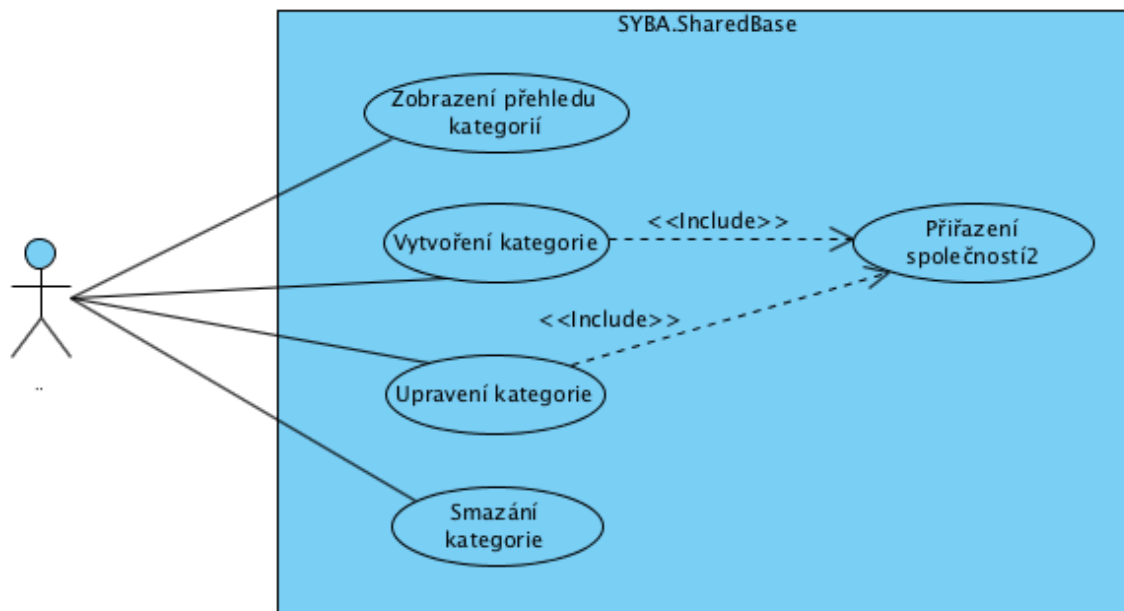 SYBA.SharedBase
Zobrazení přehledu
kategorií
Vytvoření kategorie
<<Include>>
Přiřazení
společností2
<<Include>>
Upravení kategorie
..
Smazání
kategorie